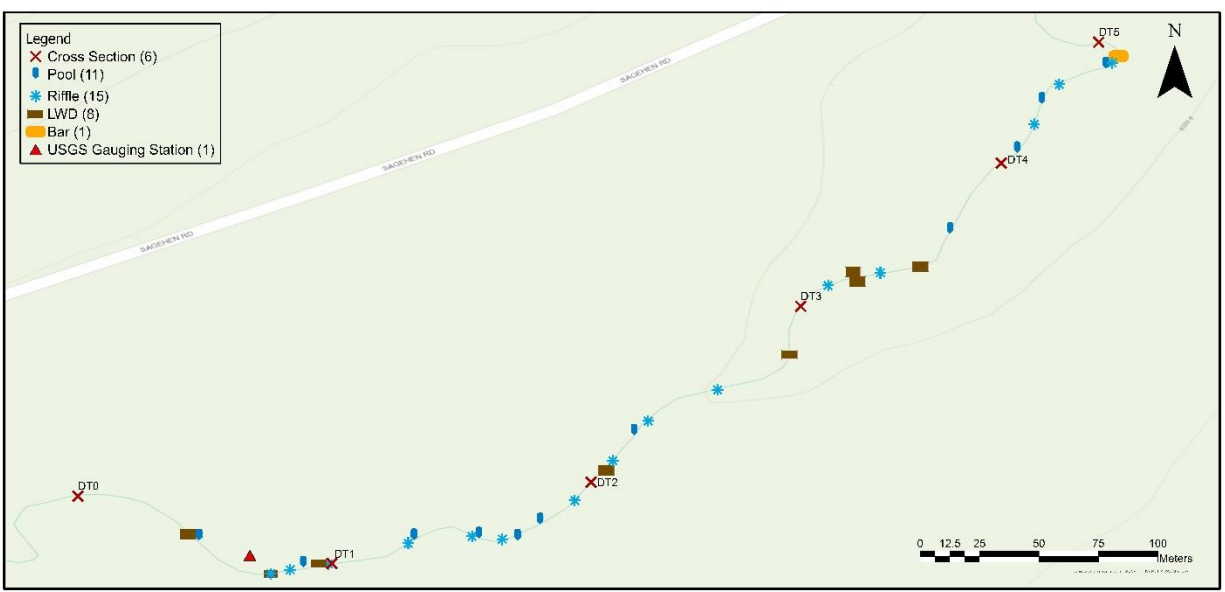 Legend
Cross Section (6)
Pool (11)
Riffle (15)
LWD (8)
Bar (1)
USGS Gauging Station (1)
SAGEHEN RD
SAGEHEN RD
SAGEHEN RD
N
DT5
DT4
DT3
DT2
DT1
DT0
0 12.5 25 50 75 100
Meters